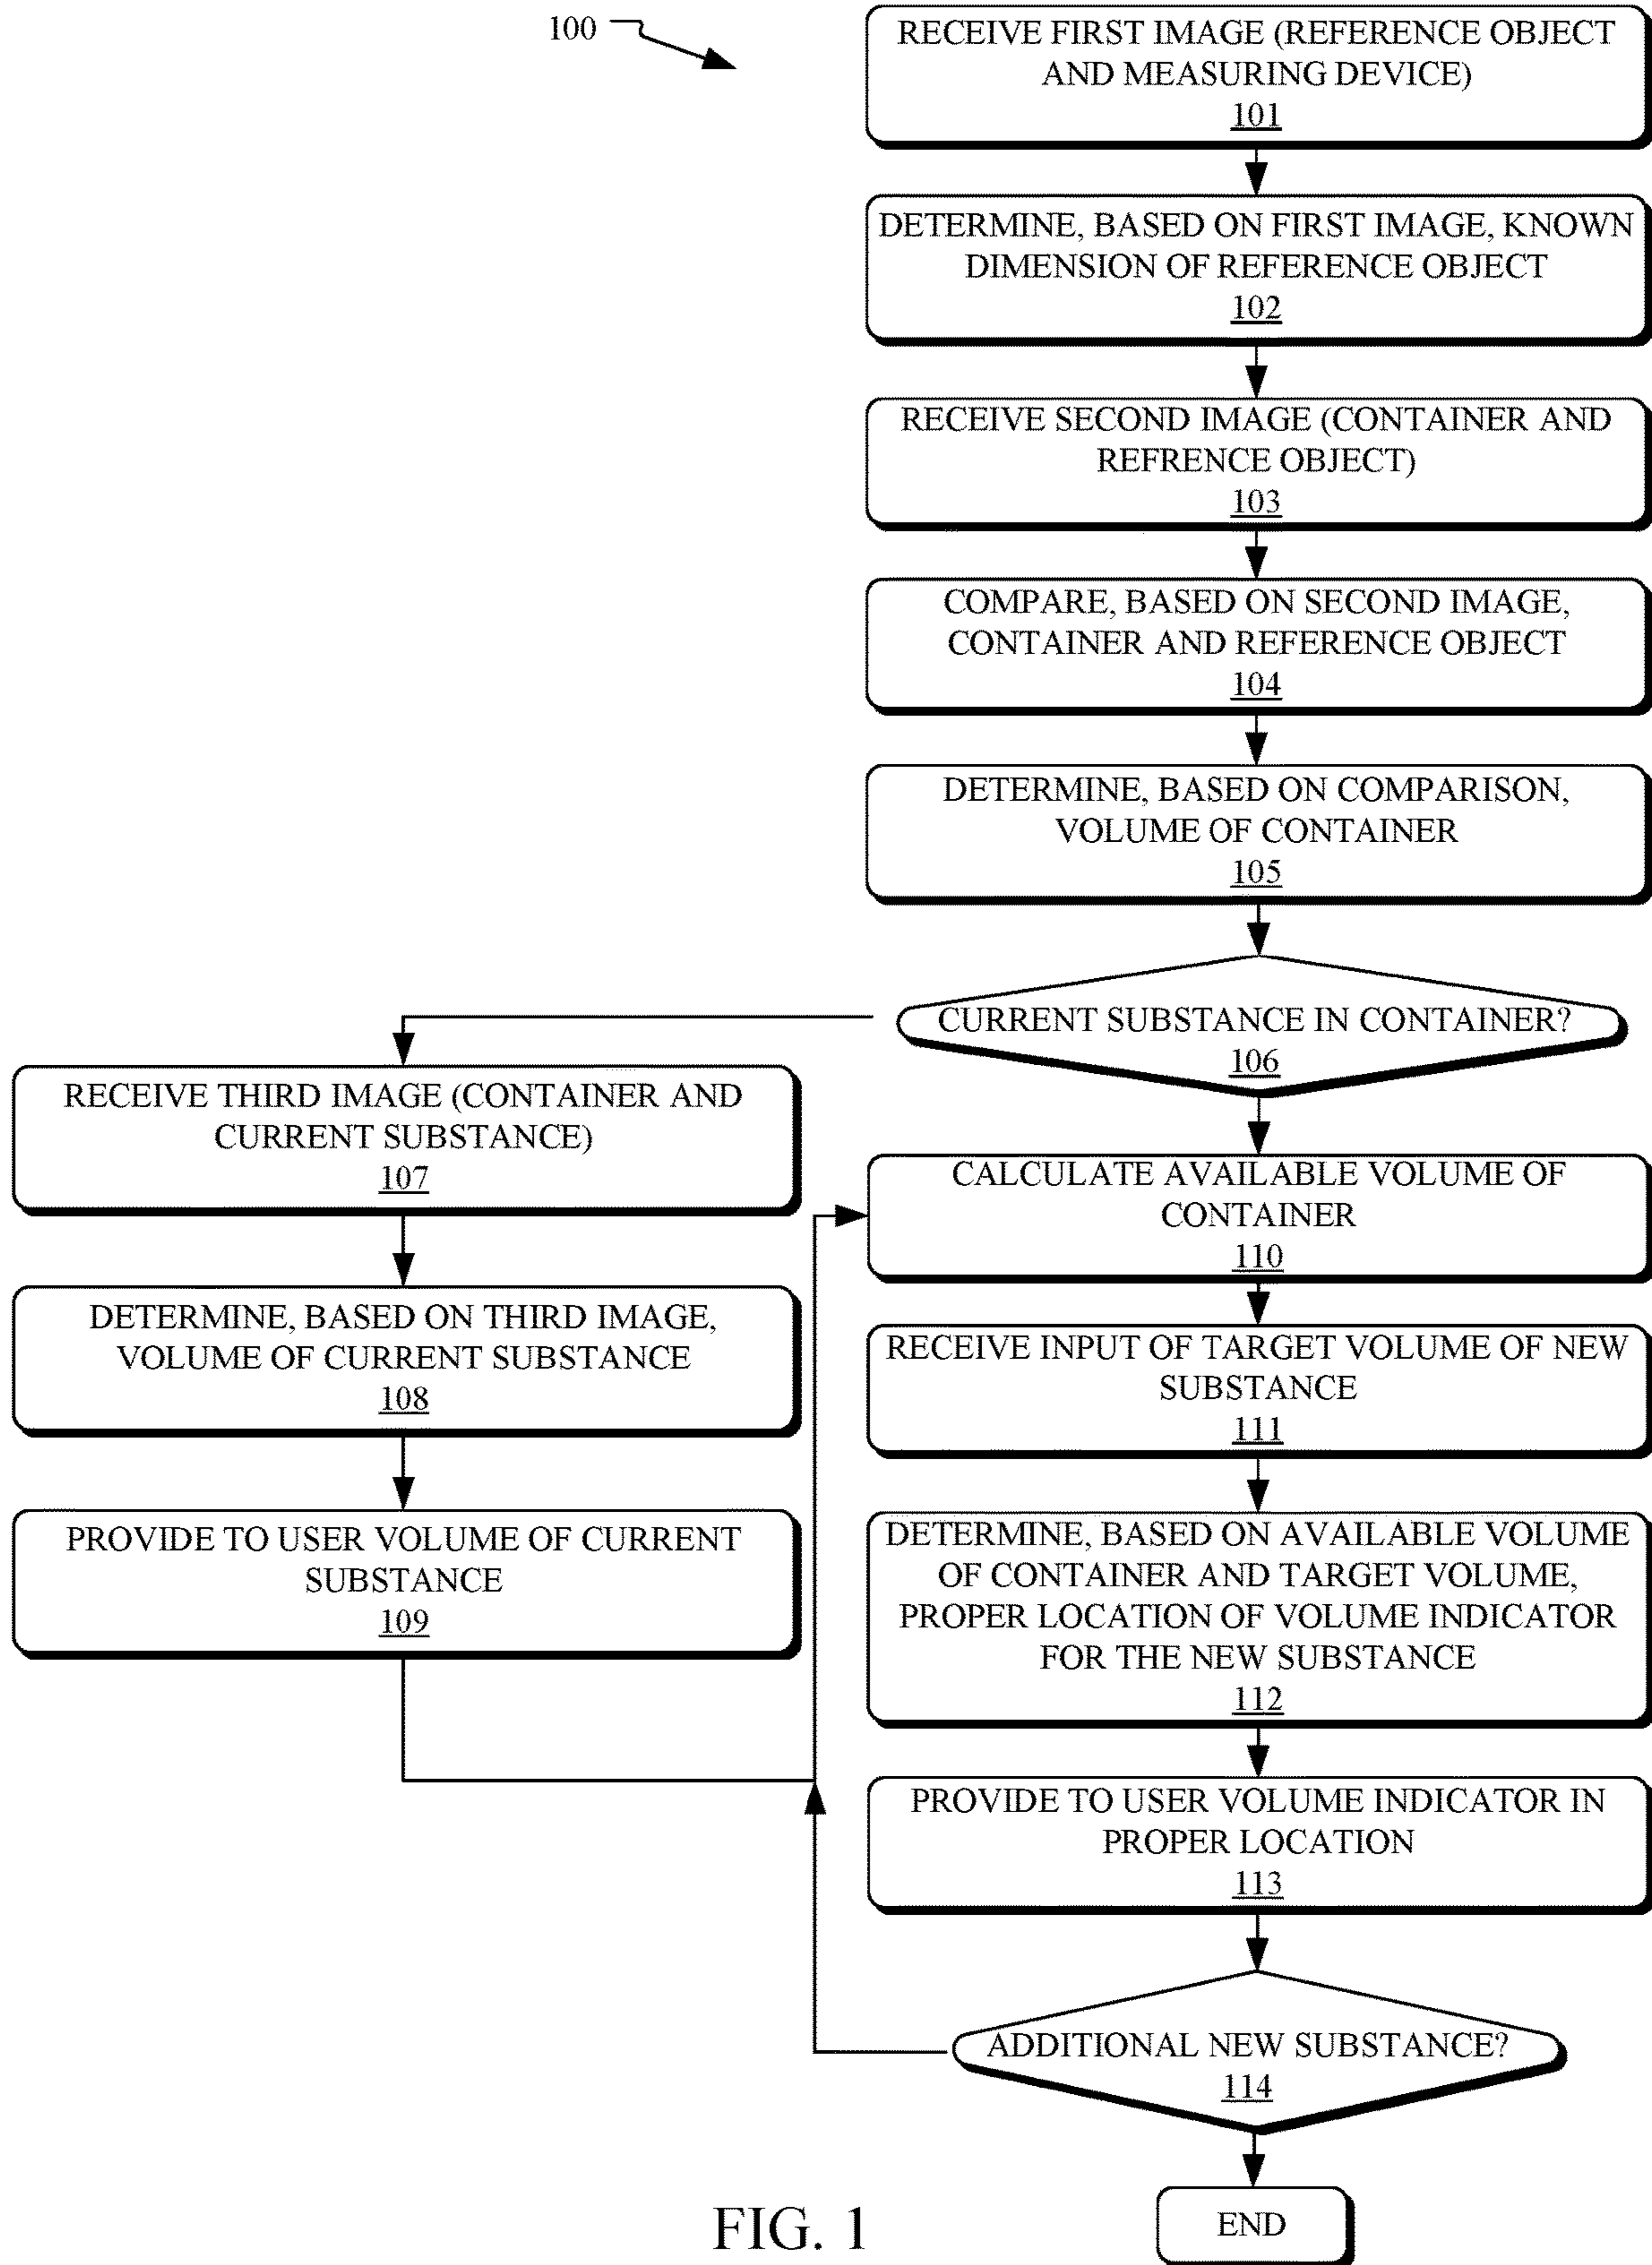 100
RECEIVE FIRST IMAGE (REFERENCE OBJECT
AND MEASURING DEVICE)
101
DETERMINE, BASED ON FIRST IMAGE, KNOWN
DIMENSION OF REFERENCE OBJECT
102
RECEIVE SECOND IMAGE (CONTAINER AND
REFRENCE OBJECT)
103
COMPARE, BASED ON SECOND IMAGE,
CONTAINER AND REFERENCE OBJECT
104
DETERMINE, BASED ON COMPARISON,
VOLUME OF CONTAINER
105
CURRENT SUBSTANCE IN CONTAINER?
106
RECEIVE THIRD IMAGE (CONTAINER AND
CURRENT SUBSTANCE)
107
DETERMINE, BASED ON THIRD IMAGE,
VOLUME OF CURRENT SUBSTANCE
108
PROVIDE TO USER VOLUME OF CURRENT
SUBSTANCE
109
CALCULATE AVAILABLE VOLUME OF
CONTAINER
110
RECEIVE INPUT OF TARGET VOLUME OF NEW
SUBSTANCE
111
DETERMINE, BASED ON AVAILABLE VOLUME
OF CONTAINER AND TARGET VOLUME,
PROPER LOCATION OF VOLUME INDICATOR
FOR THE NEW SUBSTANCE
112
PROVIDE TO USER VOLUME INDICATOR IN
PROPER LOCATION
113
ADDITIONAL NEW SUBSTANCE?
114
END
FIG. 1